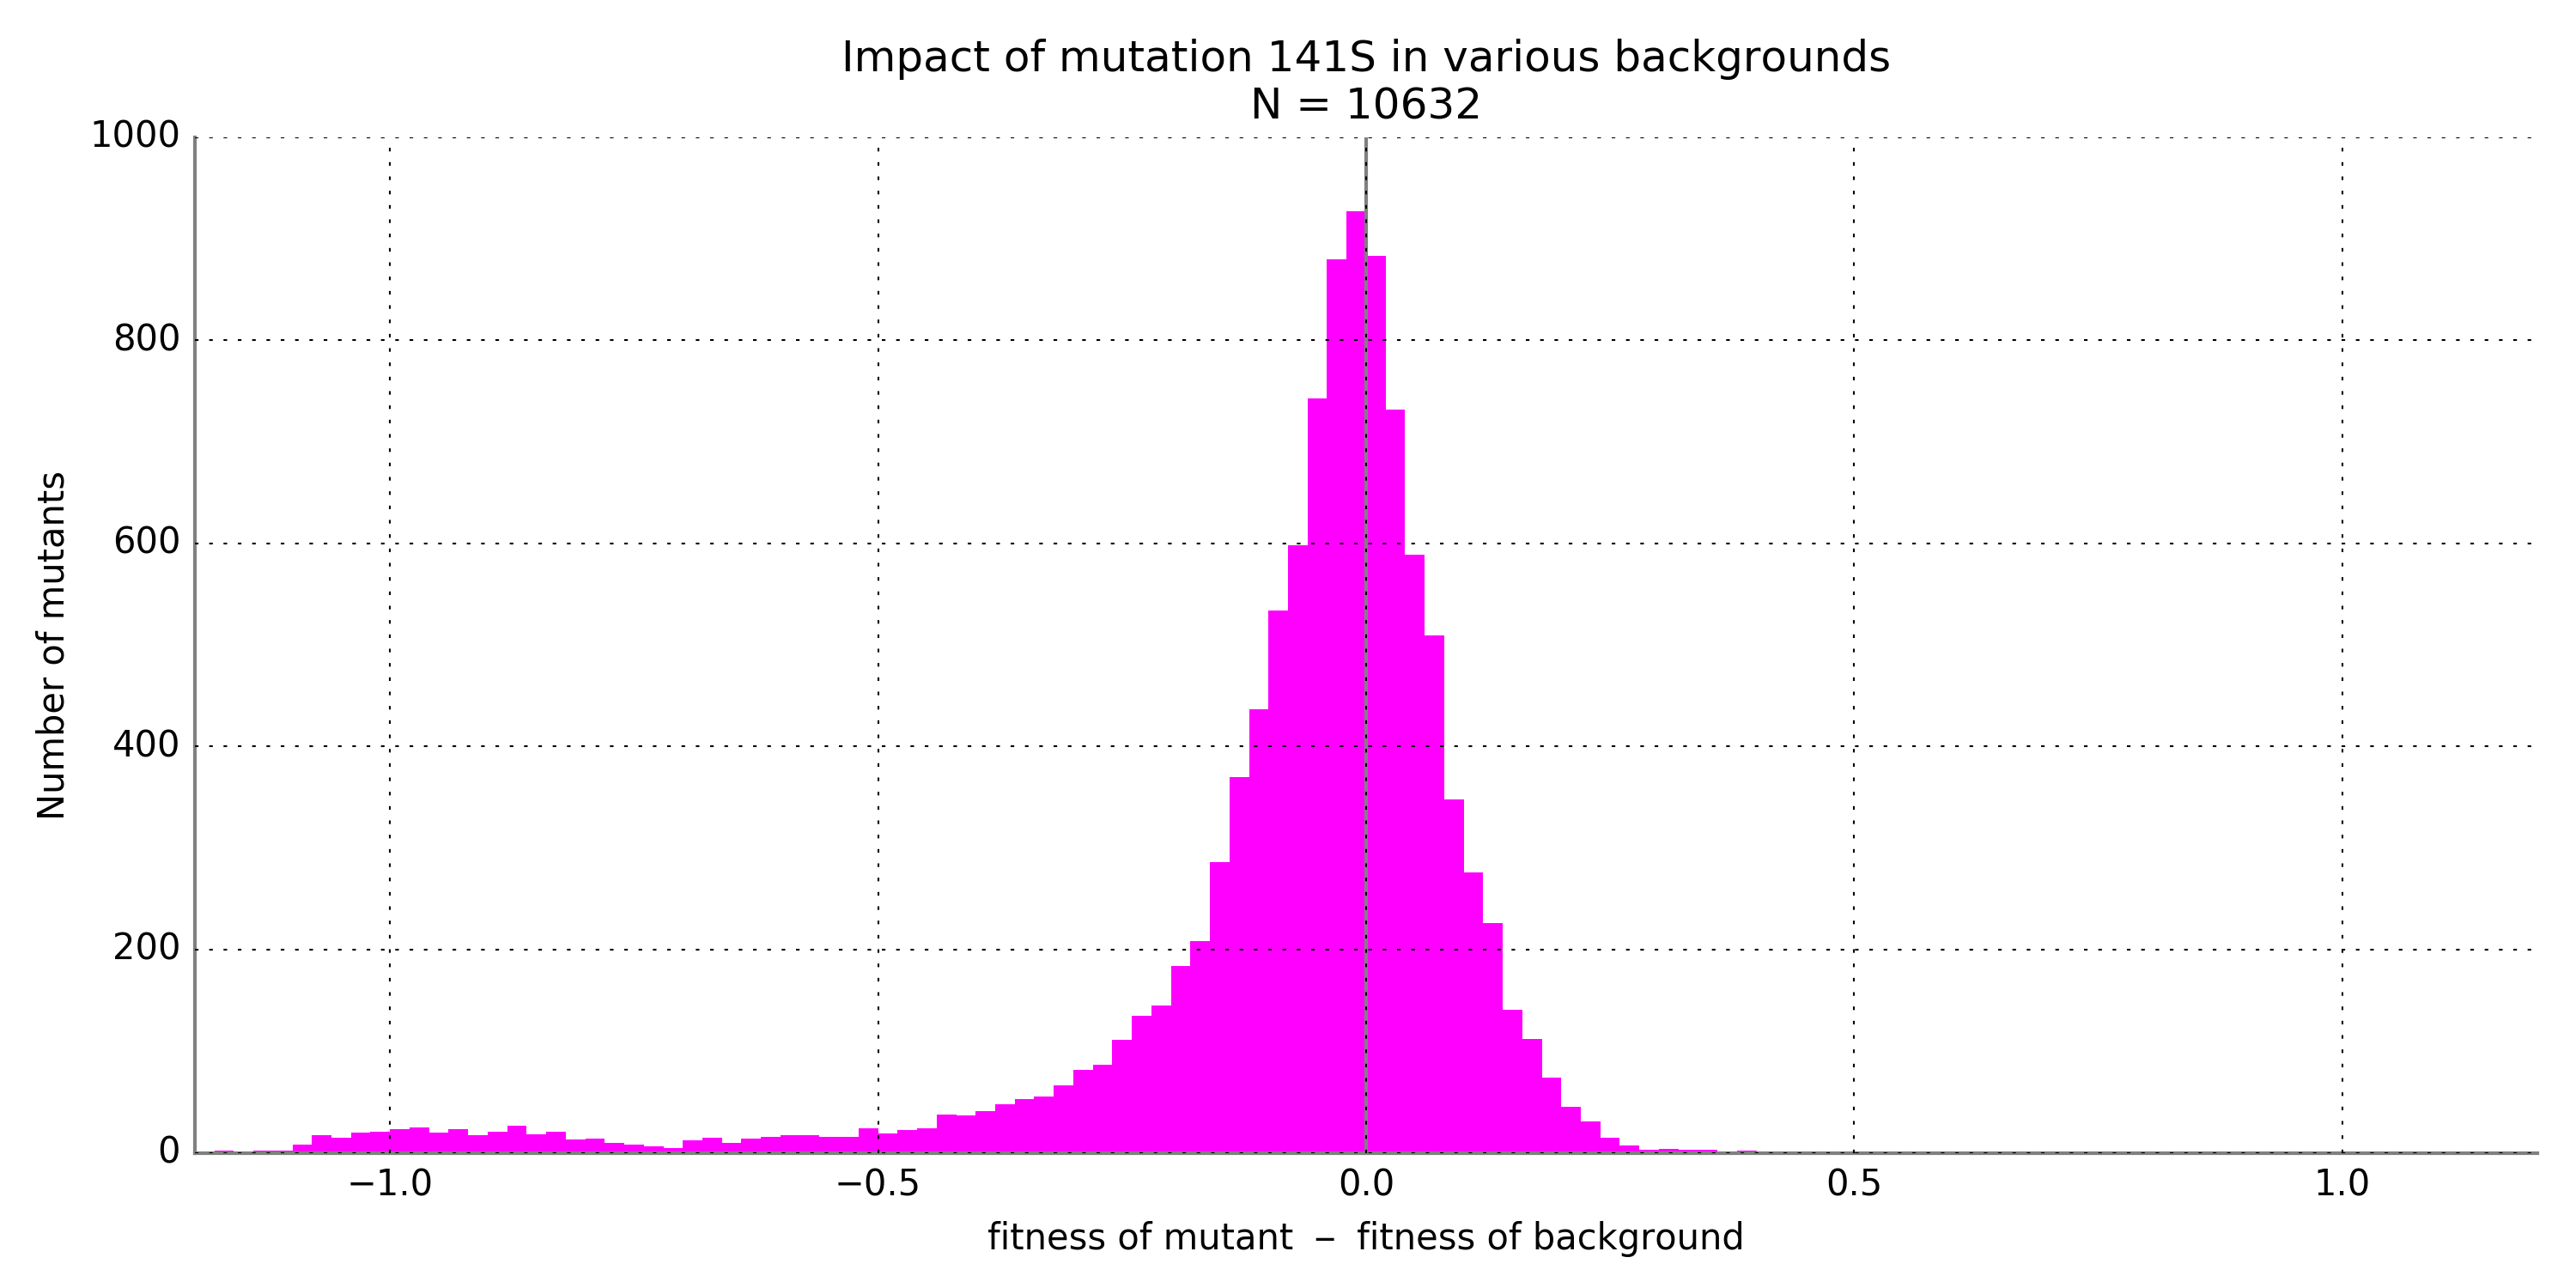 Impact of mutation 141S in various backgrounds
N = 10632
1000
800
600
400
200
0
Number of mutants
−1.0
−0.5
0.0
0.5
1.0
fitness of mutant – fitness of background